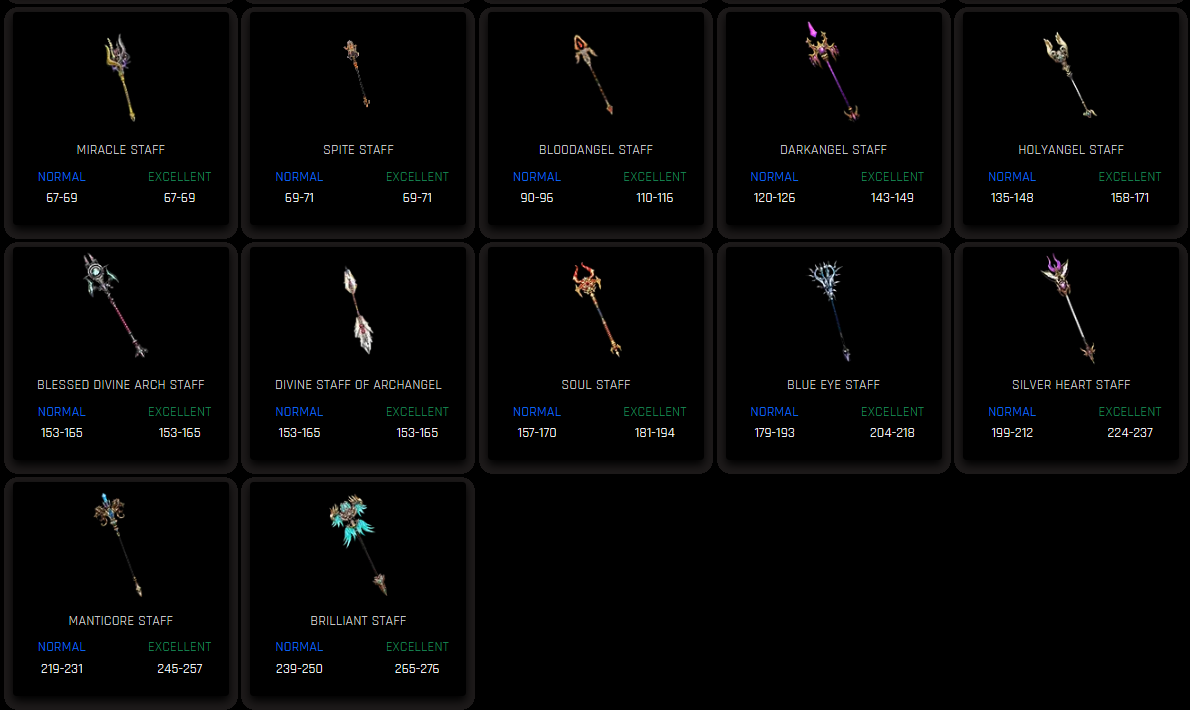 MIRACLE STAFF
NORMAL EXCELLENT
67-69 67-69
SPITE STAFF
NORMAL EXCELLENT
69-71 69-71
BLOODANGEL STAFF
NORMAL EXCELLENT
90-96 110-116
DARKANGEL STAFF
NORMAL EXCELLENT
120-126 143-149
HOLYANGEL STAFF
NORMAL EXCELLENT
135-148 158-171
BLESSED DIVINE ARCH STAFF
NORMAL EXCELLENT
153-165 153-165
DIVINE STAFF OF ARCHANGEL
NORMAL EXCELLENT
153-165 153-165
SOUL STAFF
NORMAL EXCELLENT
157-170 181-194
BLUE EYE STAFF
NORMAL EXCELLENT
179-193 204-218
SILVER HEART STAFF
NORMAL EXCELLENT
199-212 224-237
MANTICORE STAFF
NORMAL EXCELLENT
219-231 245-257
BRILLIANT STAFF
NORMAL EXCELLENT
239-250 265-276